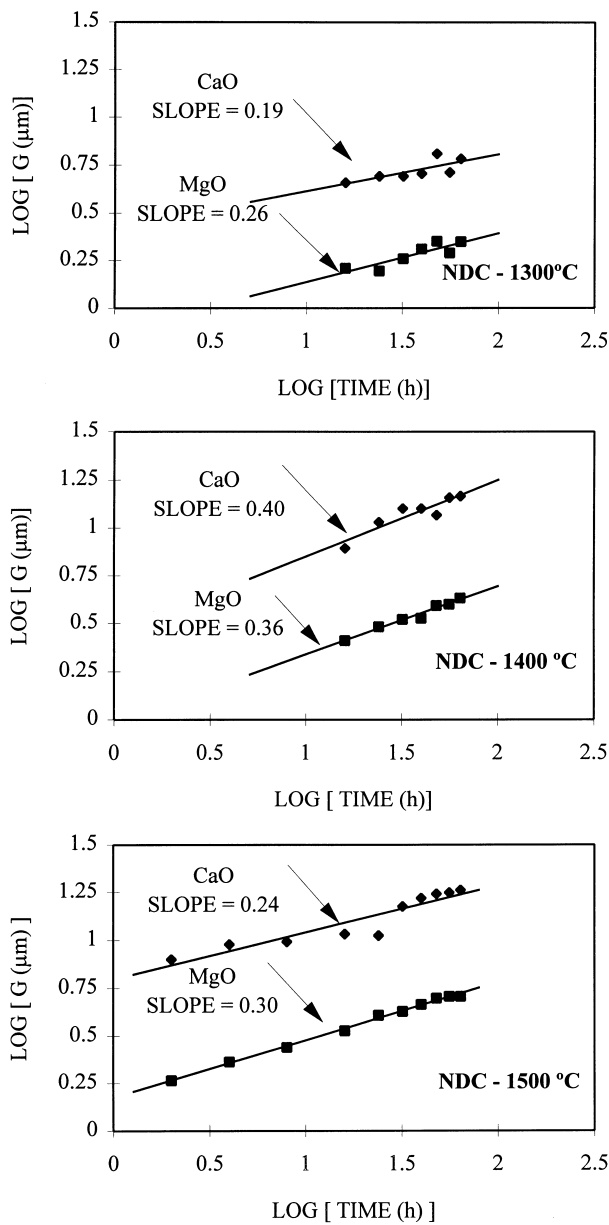 1.5
1.25
1
0.75
0.5
0.25
0
LOG [ G (µm)]
CaO
SLOPE = 0.19
MgO
SLOPE = 0.26
NDC - 1300ºC
0 0.5 1 1.5 2 2.5
LOG [TIME (h)]
1.5
1.25
1
0.75
0.5
0.25
0
LOG [ G (µm)]
CaO
SLOPE = 0.40
MgO
SLOPE = 0.36
NDC - 1400 ºC
0 0.5 1 1.5 2 2.5
LOG [ TIME (h)]
1.5
1.25
1
0.75
0.5
0.25
0
LOG [ G (µm) ]
CaO
SLOPE = 0.24
MgO
SLOPE = 0.30
NDC - 1500 ºC
0 0.5 1 1.5 2 2.5
LOG [ TIME (h) ]